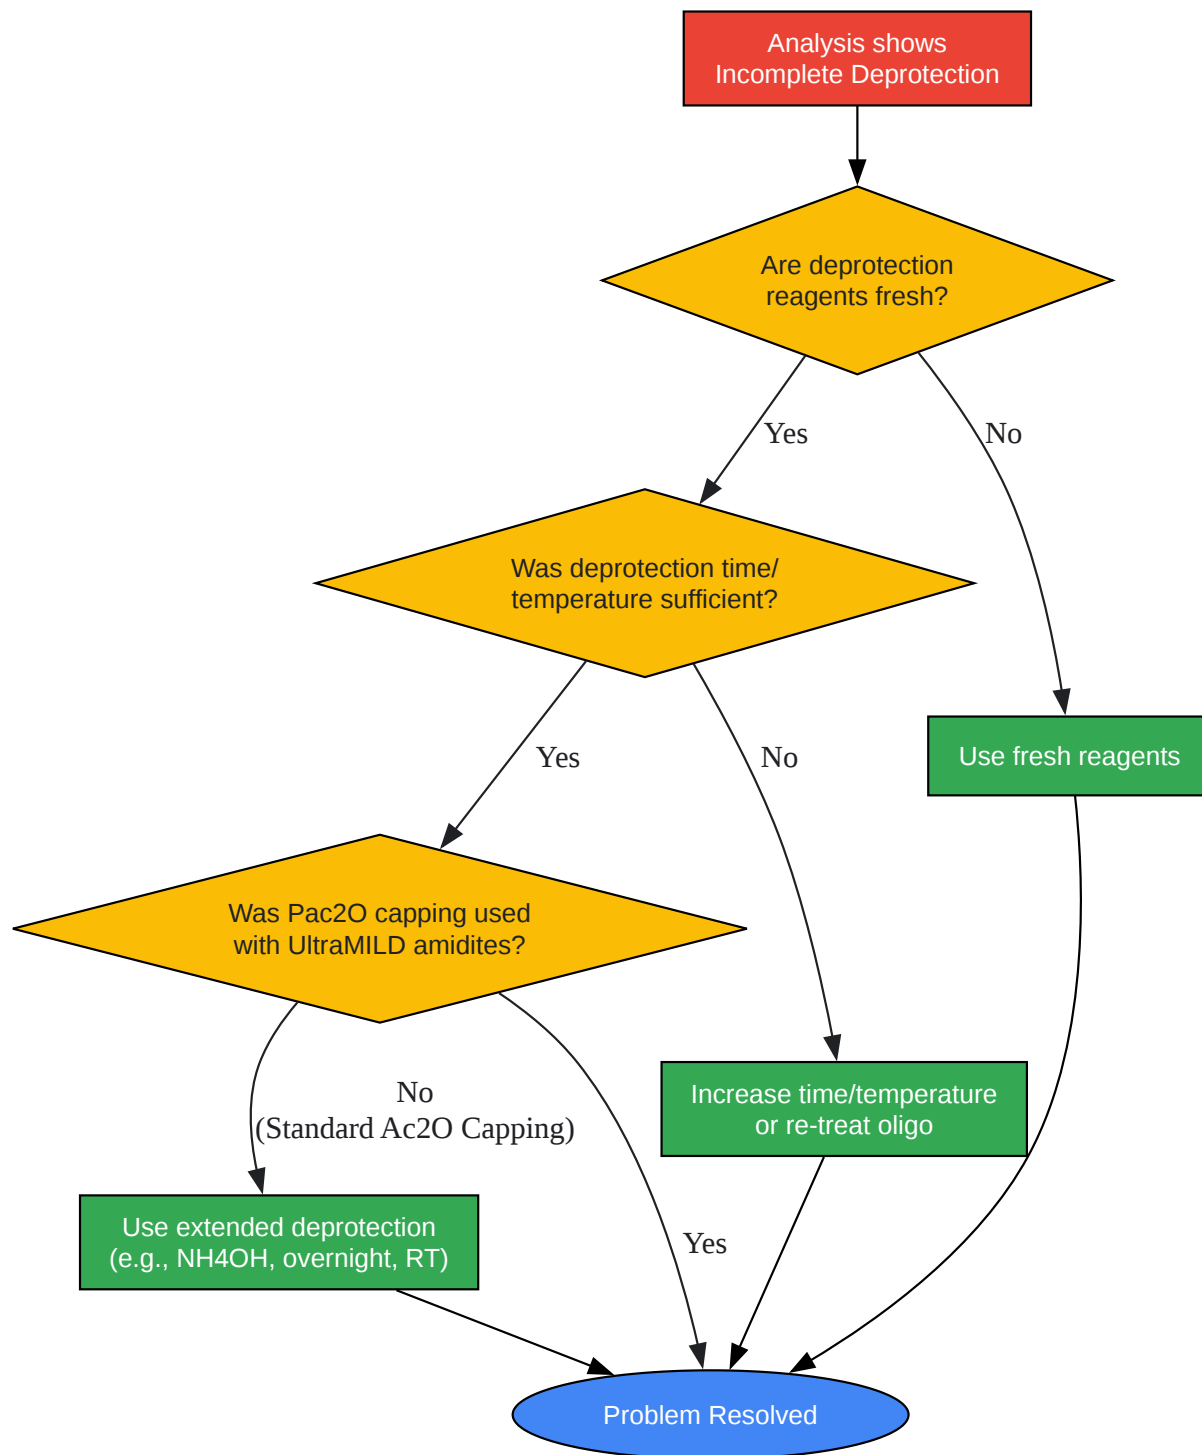 Analysis shows
Incomplete Deprotection
Are deprotection
reagents fresh?
Yes
No
Was deprotection time/
temperature sufficient?
Yes
No
Use fresh reagents
Was Pac2O capping used
with UltraMILD amidites?
No
(Standard Ac2O Capping)
Increase time/temperature
or re-treat oligo
Use extended deprotection
(e.g., NH4OH, overnight, RT)
Yes
Problem Resolved